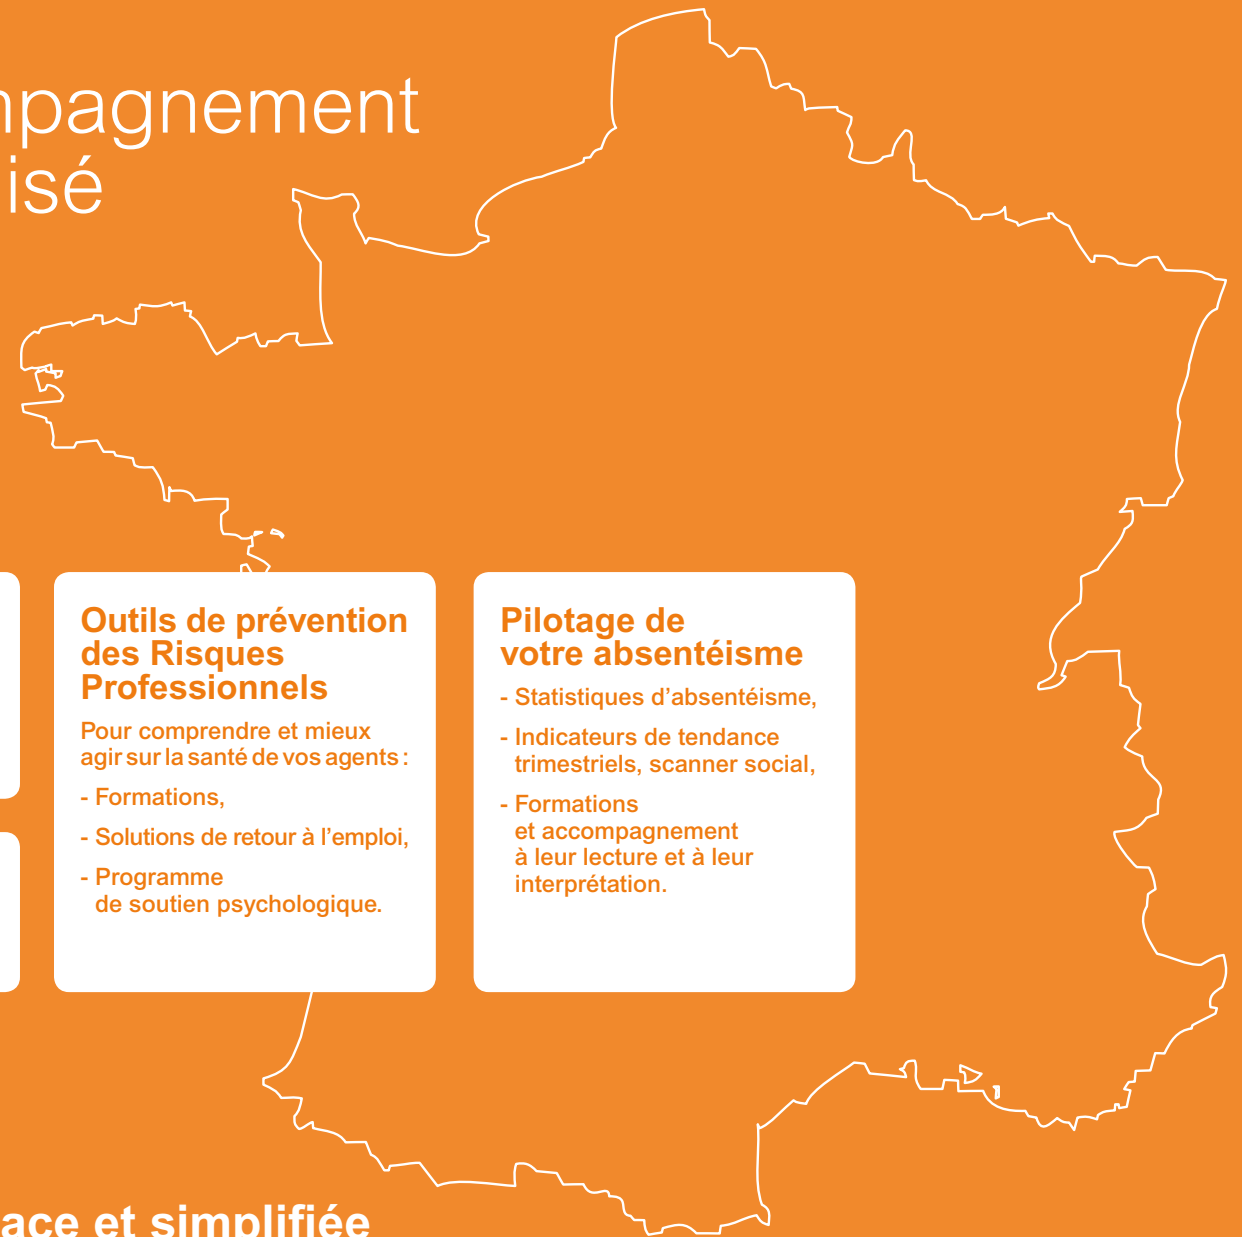 mpagnement
isé
Outils de prévention
des Risques
Professionnels
Pour comprendre et mieux
agir sur la santé de vos agents :
- Formations,
- Solutions de retour à l'emploi,
- Programme
de soutien psychologique.
Pilotage de
votre absentéisme
- Statistiques d'absentéisme,
- Indicateurs de tendance
trimestriels, scanner social,
- Formations
et accompagnement
à leur lecture et à leur
interprétation.
ace et simplifiée